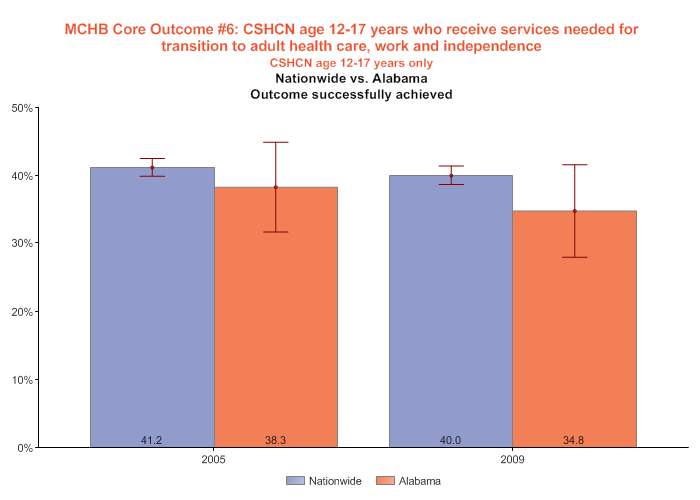 MCHB Core Outcome #6: CSHCN age 12-17 years who receive services needed for
transition to adult health care, work and independence
CSHCN age 12-17 years only
Nationwide vs. Alabama
Outcome successfully achieved
50%
40%
30%
20%
10%
0%
41.2
38.3
40.0
34.8
2005
2009
Nationwide
Alabama